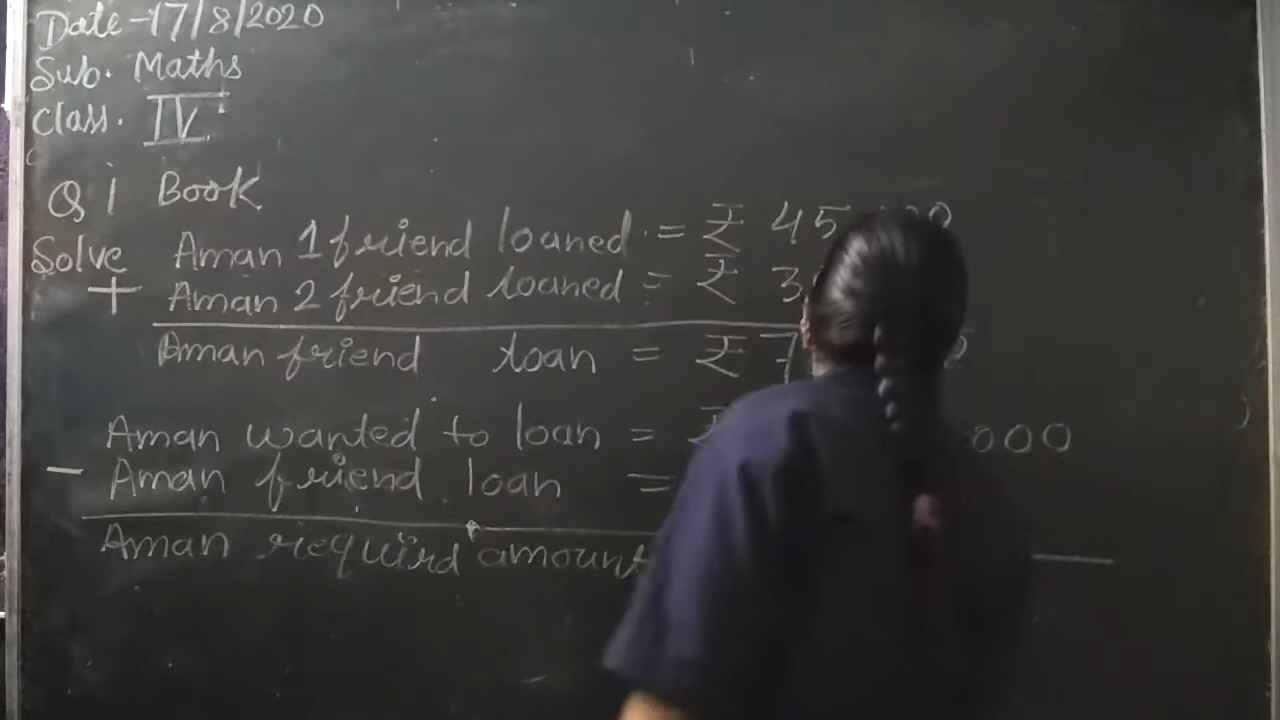 Date - 17/8/2020
Sub. Maths
Class. IV.
Q 1 Book
Solve Aman 1 friend loaned = ₹ 45
+ Aman 2 friend loaned = ₹ 3
Aman friend loan = ₹ 7
Aman wanted to loan = ₹ 000
- Aman friend loan =
Aman requird amount